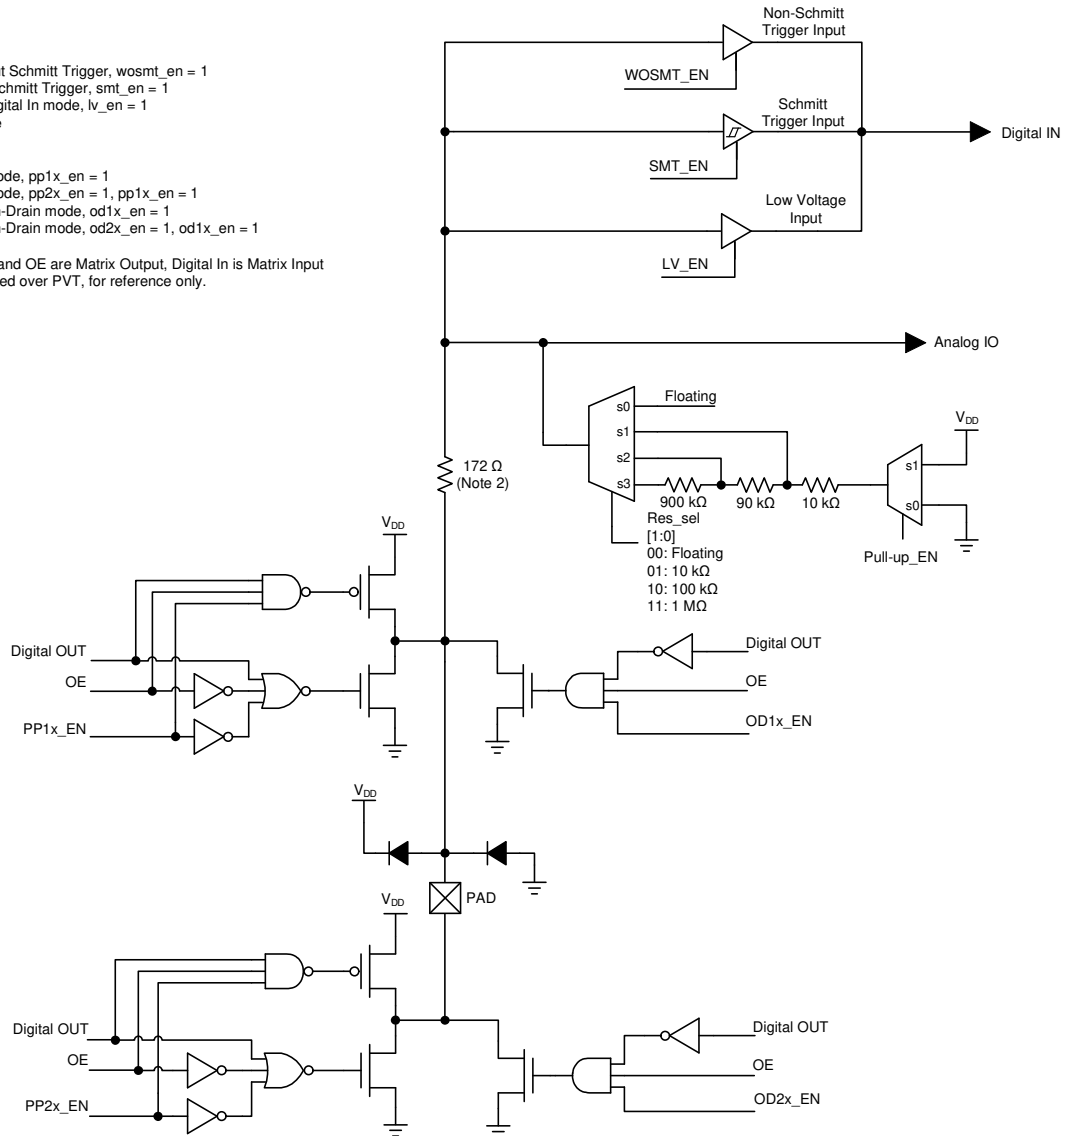 Non-Schmitt
Trigger Input
t Schmitt Trigger, wosmt_en = 1
chmitt Trigger, smt_en = 1
gital In mode, lv_en = 1
WOSMT_EN
Schmitt
Trigger Input
Digital IN
ode, pp1x_en = 1
ode, pp2x_en = 1, pp1x_en = 1
-Drain mode, od1x_en = 1
-Drain mode, od2x_en = 1, od1x_en = 1
SMT_EN
Low Voltage
Input
and OE are Matrix Output, Digital In is Matrix Input
ed over PVT, for reference only.
LV_EN
Analog IO
s0
Floating
s1
s2
s3
900 kΩ
90 kΩ
10 kΩ
VDD
s1
s0
Pull-up_EN
172 Ω
(Note 2)
Res_sel
[1:0]
00: Floating
01: 10 kΩ
10: 100 kΩ
11: 1 MΩ
VDD
Digital OUT
OE
PP1x_EN
Digital OUT
OE
OD1x_EN
VDD
PAD
VDD
Digital OUT
OE
PP2x_EN
Digital OUT
OE
OD2x_EN